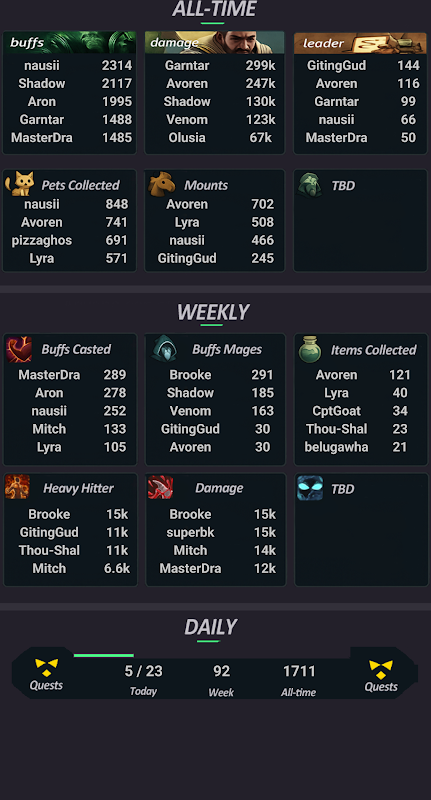 ALL-TIME
buffs
nausii 2314
Shadow 2117
Aron 1995
Garntar 1488
MasterDra 1485
damage
Garntar 299k
Avoren 247k
Shadow 130k
Venom 123k
Olusia 67k
leader
GitingGud 144
Avoren 116
Garntar 99
nausii 66
MasterDra 50
Pets Collected
nausii 848
Avoren 741
pizzaghos 691
Lyra 571
Mounts
Avoren 702
Lyra 508
nausii 466
GitingGud 245
TBD
WEEKLY
Buffs Casted
MasterDra 289
Aron 278
nausii 252
Mitch 133
Lyra 105
Buffs Mages
Brooke 291
Shadow 185
Venom 163
GitingGud 30
Avoren 30
Items Collected
Avoren 121
Lyra 40
CptGoat 34
Thou-Shal 23
belugawha 21
Heavy Hitter
Brooke 15k
GitingGud 11k
Thou-Shal 11k
Mitch 6.6k
Damage
Brooke 15k
superbk 15k
Mitch 14k
MasterDra 12k
TBD
DAILY
Quests
5 / 23 92 1711
Today Week All-time
Quests